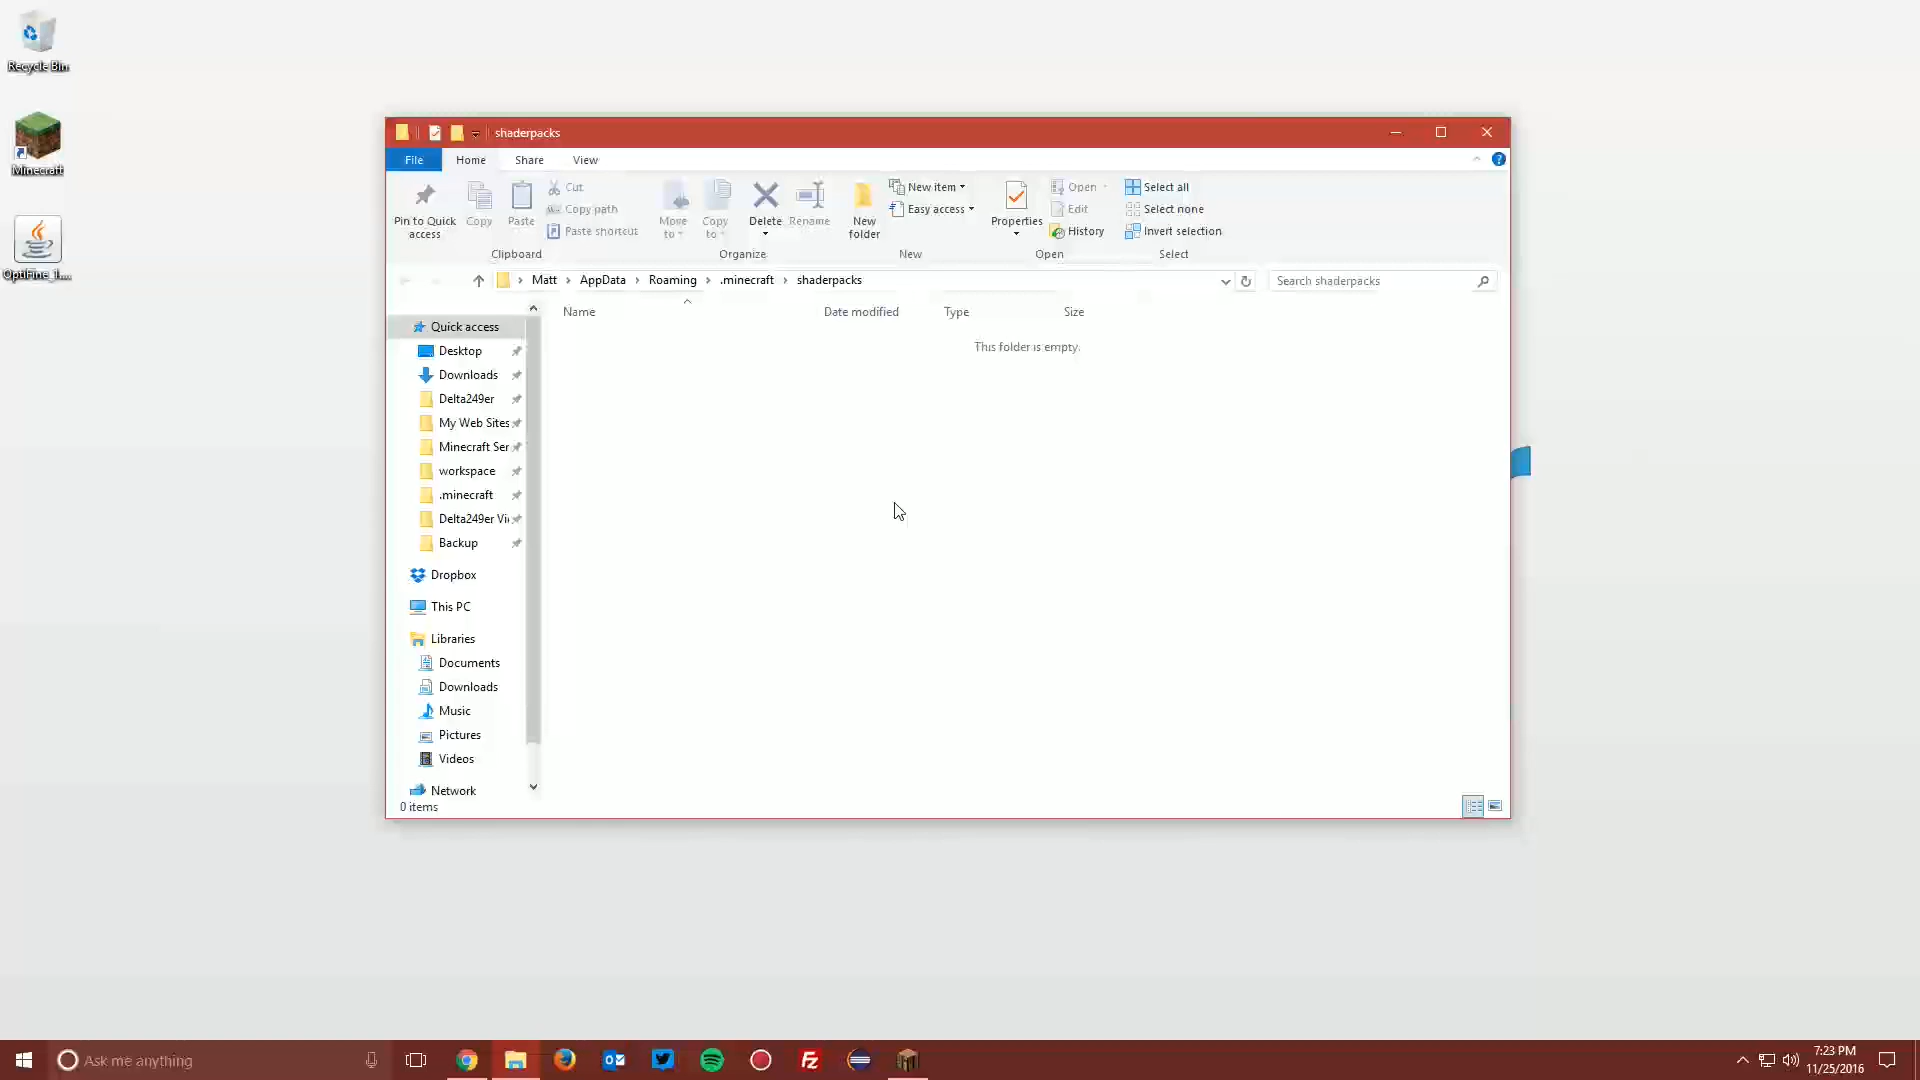 Recycle Bin
Minecraft
OptiFine_1....
shaderpacks
File
Home
Share
View
Pin to Quick access
Copy
Paste
Cut
Copy path
Paste shortcut
Clipboard
Move to
Copy to
Delete
Rename
Organize
New folder
New item
Easy access
New
Properties
Open
Edit
History
Open
Select all
Select none
Invert selection
Select
Matt
AppData
Roaming
.minecraft
shaderpacks
Search shaderpacks
Name
Date modified
Type
Size
This folder is empty.
Quick access
Desktop
Downloads
Delta249er
My Web Sites
Minecraft Ser
workspace
.minecraft
Delta249er Vi
Backup
Dropbox
This PC
Libraries
Documents
Downloads
Music
Pictures
Videos
Network
0 items
Ask me anything
7:23 PM
11/25/2016